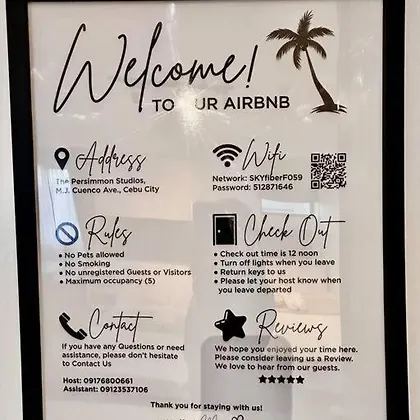 Welcome!
TO OUR AIRBNB
Address
The Persimmon Studios,
M.J. Cuenco Ave., Cebu City
Wifi
Network: SKYfiberF059
Password: 512871646
Rules
• No Pets allowed
• No Smoking
• No unregistered Guests or Visitors
• Maximum occupancy (5)
Check Out
• Check out time is 12 noon
• Turn off lights when you leave
• Return keys to us
• Please let your host know when
you leave departed
Contact
If you have any Questions or need
assistance, please don't hesitate
to Contact Us
Host: 09176800661
Assistant: 09123537106
Reviews
We hope you enjoyed your time here.
Please consider leaving us a Review.
We love to hear from our guests.
Thank you for staying with us!